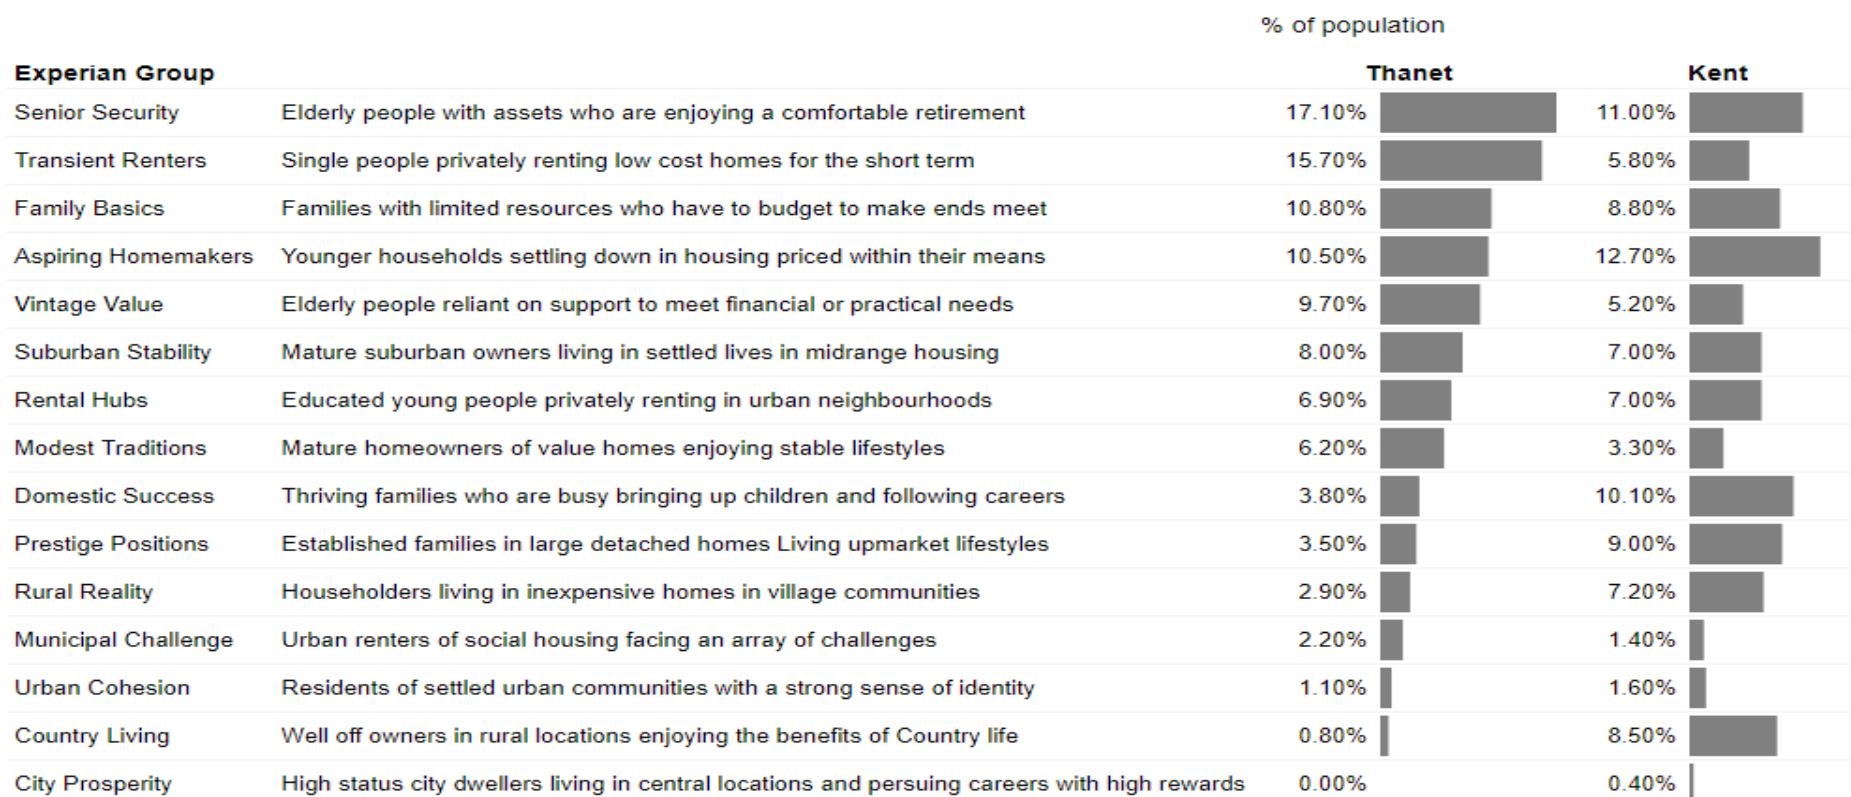 % of population
Experian Group Thanet Kent
Senior Security Elderly people with assets who are enjoying a comfortable retirement 17.10% 11.00%
Transient Renters Single people privately renting low cost homes for the short term 15.70% 5.80%
Family Basics Families with limited resources who have to budget to make ends meet 10.80% 8.80%
Aspiring Homemakers Younger households settling down in housing priced within their means 10.50% 12.70%
Vintage Value Elderly people reliant on support to meet financial or practical needs 9.70% 5.20%
Suburban Stability Mature suburban owners living in settled lives in midrange housing 8.00% 7.00%
Rental Hubs Educated young people privately renting in urban neighbourhoods 6.90% 7.00%
Modest Traditions Mature homeowners of value homes enjoying stable lifestyles 6.20% 3.30%
Domestic Success Thriving families who are busy bringing up children and following careers 3.80% 10.10%
Prestige Positions Established families in large detached homes Living upmarket lifestyles 3.50% 9.00%
Rural Reality Householders living in inexpensive homes in village communities 2.90% 7.20%
Municipal Challenge Urban renters of social housing facing an array of challenges 2.20% 1.40%
Urban Cohesion Residents of settled urban communities with a strong sense of identity 1.10% 1.60%
Country Living Well off owners in rural locations enjoying the benefits of Country life 0.80% 8.50%
City Prosperity High status city dwellers living in central locations and persuing careers with high rewards 0.00% 0.40%